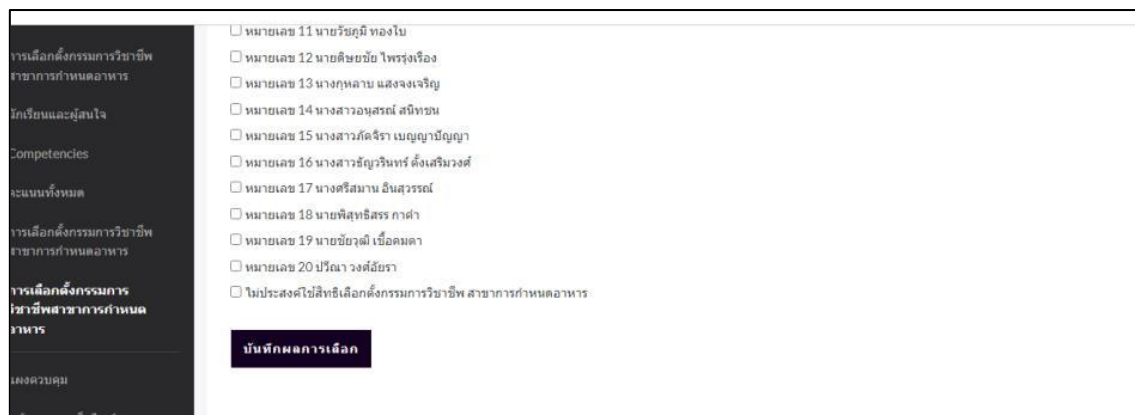 การเลือกตั้งกรรมการวิชาชีพ
สาขาการกำหนดอาหาร
นักเรียนและผู้สนใจ
Competencies
คะแนนทั้งหมด
การเลือกตั้งกรรมการวิชาชีพ
สาขาการกำหนดอาหาร
การเลือกตั้งกรรมการ
วิชาชีพสาขาการกำหนด
อาหาร
แผงควบคุม
หมายเลข 11 นายวัชภูมิ ทองใบ
หมายเลข 12 นายดิษยชัย ไพรรุ่งเรือง
หมายเลข 13 นางกุหลาบ แสงจงเจริญ
หมายเลข 14 นางสาวอนุสรณ์ สนิทชน
หมายเลข 15 นางสาวภัคจิรา เบญญาปัญญา
หมายเลข 16 นางสาวธัญวรินทร์ ตั้งเสริมวงศ์
หมายเลข 17 นางศรีสมาน อินสุวรรณ์
หมายเลข 18 นายพิสุทธิสรร กาดำ
หมายเลข 19 นายชัยวุฒิ เชื้อคมตา
หมายเลข 20 ปวีณา วงศ์อัยรา
ไม่ประสงค์ใช้สิทธิเลือกตั้งกรรมการวิชาชีพ สาขาการกำหนดอาหาร
บันทึกผลการเลือก